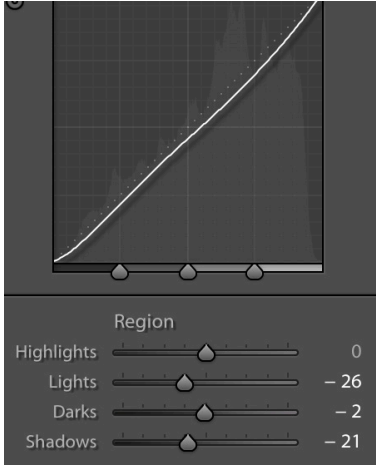 Region
Highlights 0
Lights – 26
Darks – 2
Shadows – 21